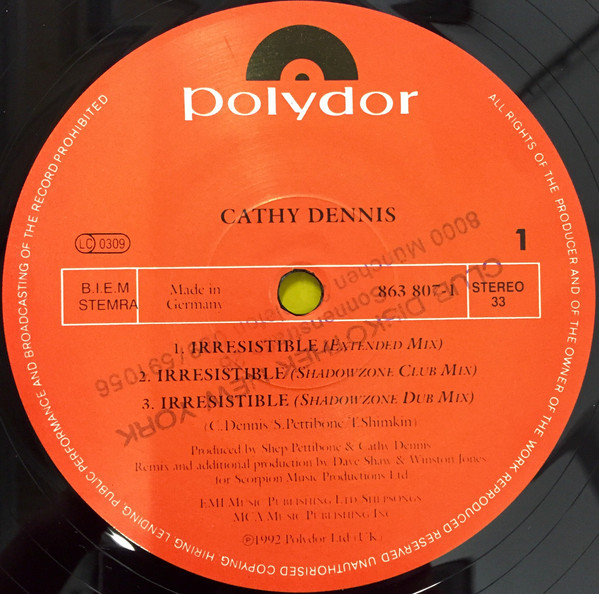 polydor
CATHY DENNIS
LC 0309
1
B.I.E.M
STEMRA
Made in
Germany
863 807-1
STEREO
33
1. IRRESISTIBLE (EXTENDED MIX)
2. IRRESISTIBLE (SHADOWZONE CLUB MIX)
3. IRRESISTIBLE (SHADOWZONE DUB MIX)
(C. Dennis/S.Pettibone/T.Shimkin)
Produced by Shep Pettibone & Cathy Dennis
Remix and additional production by Dave Shaw & Winston Jones
for Scorpion Music Productions Ltd
EMI MUSIC PUBLISHING LTD/SHEPSONGS
MCA MUSIC PUBLISHING INC
℗1992 Polydor Ltd (UK)
ALL RIGHTS OF THE PRODUCER AND OF THE OWNER OF THE WORK REPRODUCED RESERVED UNAUTHORISED COPYING, HIRING, LENDING, PUBLIC PERFORMANCE AND BROADCASTING OF THE RECORD PROHIBITED
CLUB DISKOTHEK NEW YORK
8000 München